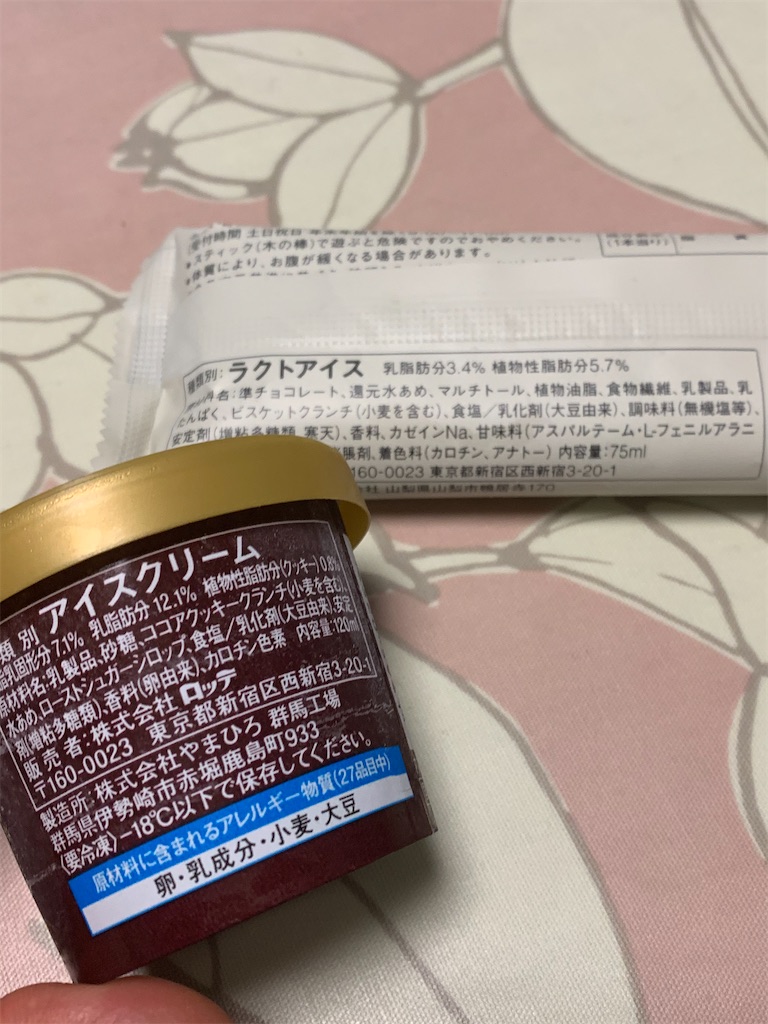 スティック(木の棒)で遊ぶと危険ですのでおやめください。
(1本当り)
体質により、お腹が緩くなる場合があります。
種類別: ラクトアイス 乳脂肪分3.4% 植物性脂肪分5.7%
名:準チョコレート、還元水あめ、マルチトール、植物油脂、食物繊維、乳製品、乳
たんぱく、ビスケットクランチ(小麦を含む)、食塩/乳化剤(大豆由来)、調味料(無機塩等)、
安定剤(増粘多糖類、寒天)、香料、カゼインNa、甘味料(アスパルテーム・L-フェニルアラニ
脹剤、着色料(カロチン、アナトー) 内容量:75ml
160-0023 東京都新宿区西新宿3-20-1
類別 アイスクリーム
乳固形分 7.1% 乳脂肪分 12.1% 植物性脂肪分(クッキー)0.8%
原材料名:乳製品、砂糖、ココアクッキークランチ(小麦を含む)、
水あめ、ローストシュガーシロップ、食塩/乳化剤(大豆由来)、安定
剤(増粘多糖類)、香料(卵由来)、カロチン色素 内容量:120ml
販売者:株式会社ロッテ
〒160-0023 東京都新宿区西新宿3-20-1
製造所:株式会社やまひろ 群馬工場
群馬県伊勢崎市赤堀鹿島町933
(要冷凍)-18℃以下で保存してください。
原材料に含まれるアレルギー物質(27品目中)
卵・乳成分・小麦・大豆